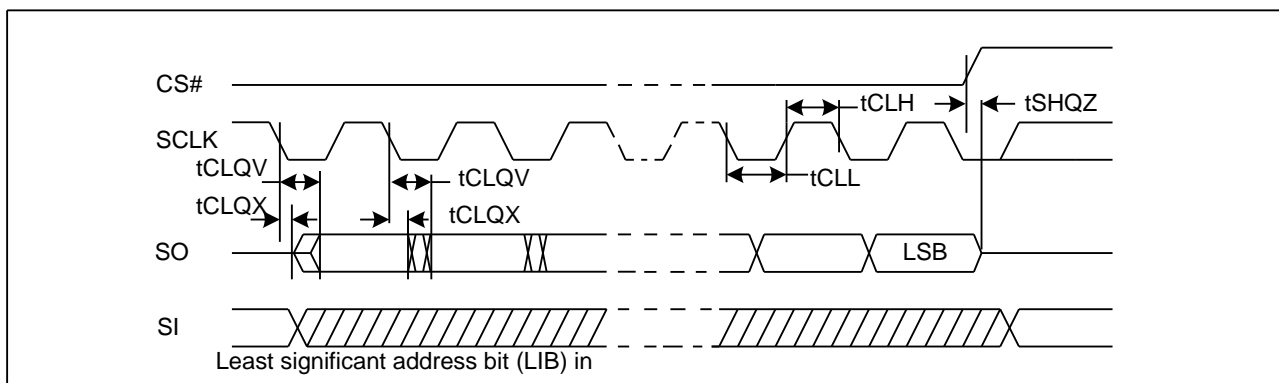 CS#
tCLH
tSHQZ
SCLK
tCLQV
tCLQV
tCLL
tCLQX
tCLQX
SO
LSB
SI
Least significant address bit (LIB) in